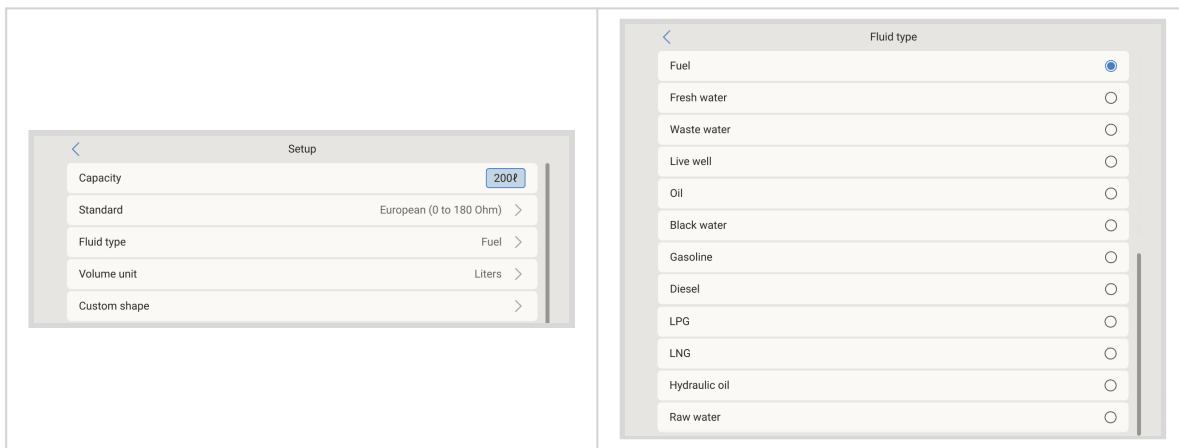 Setup
Capacity 200ℓ
Standard European (0 to 180 Ohm)
Fluid type Fuel
Volume unit Liters
Custom shape
Fluid type
Fuel
Fresh water
Waste water
Live well
Oil
Black water
Gasoline
Diesel
LPG
LNG
Hydraulic oil
Raw water